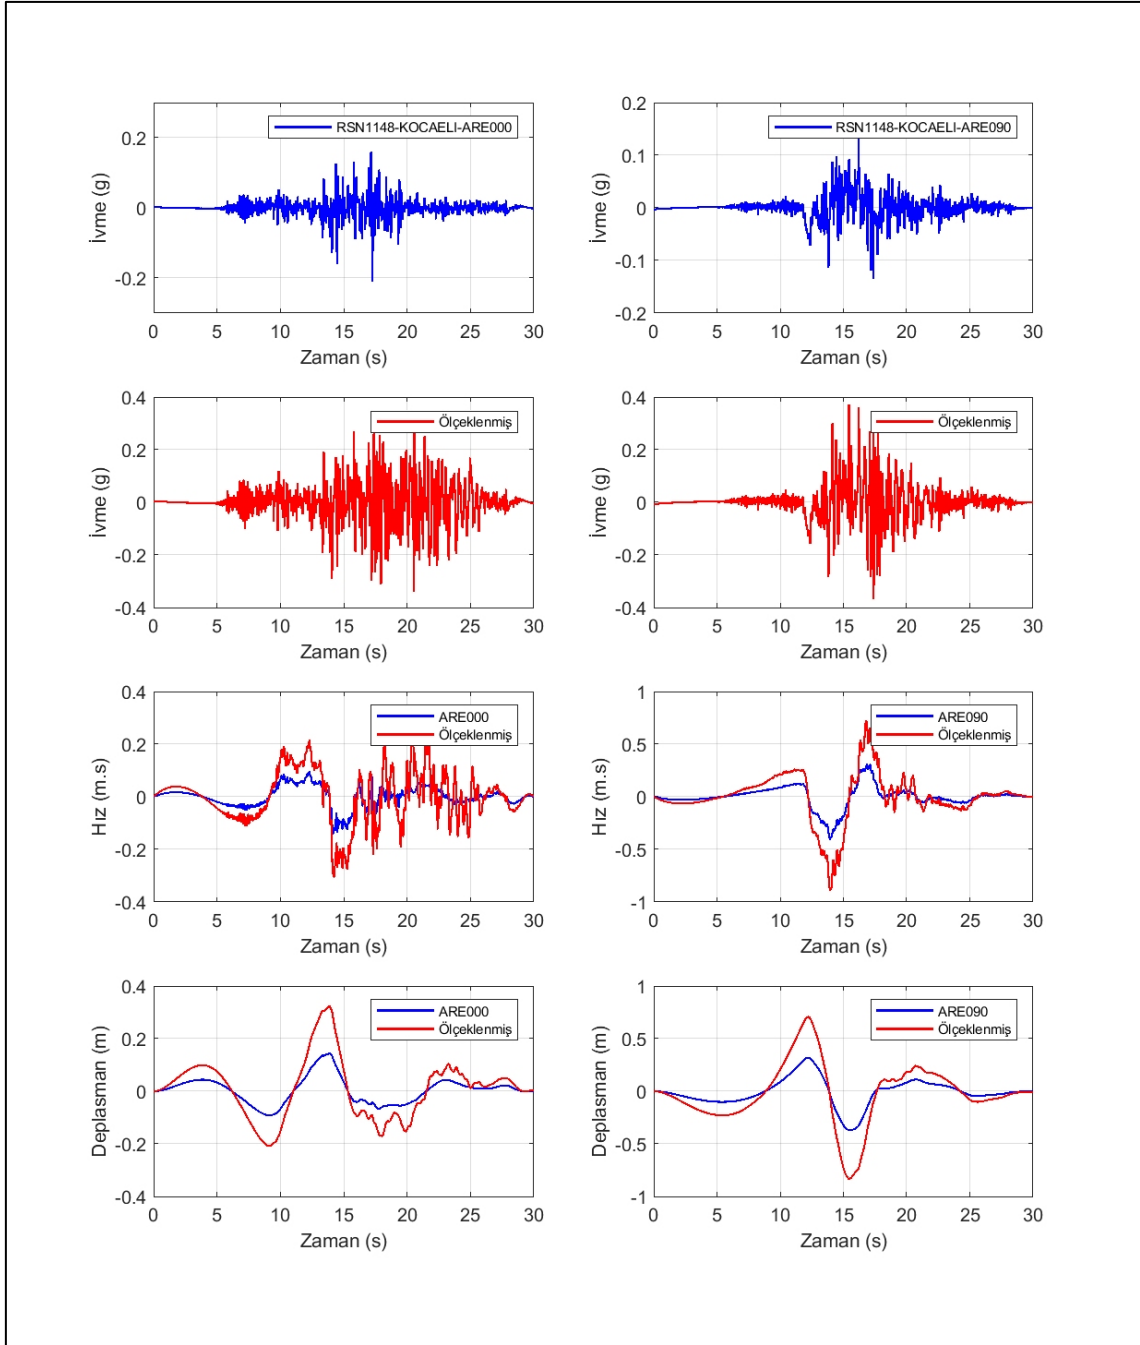 RSN1148-KOCAELI-ARE000
İvme (g)
0.2
0
-0.2
0 5 10 15 20 25 30
Zaman (s)
RSN1148-KOCAELI-ARE090
İvme (g)
0.2
0.1
0
-0.1
-0.2
0 5 10 15 20 25 30
Zaman (s)
Ölçeklenmiş
İvme (g)
0.4
0.2
0
-0.2
-0.4
0 5 10 15 20 25 30
Zaman (s)
Ölçeklenmiş
İvme (g)
0.4
0.2
0
-0.2
-0.4
0 5 10 15 20 25 30
Zaman (s)
ARE000
Ölçeklenmiş
Hız (m.s)
0.4
0.2
0
-0.2
-0.4
0 5 10 15 20 25 30
Zaman (s)
ARE090
Ölçeklenmiş
Hız (m.s)
1
0.5
0
-0.5
-1
0 5 10 15 20 25 30
Zaman (s)
ARE000
Ölçeklenmiş
Deplasman (m)
0.4
0.2
0
-0.2
-0.4
0 5 10 15 20 25 30
Zaman (s)
ARE090
Ölçeklenmiş
Deplasman (m)
1
0.5
0
-0.5
-1
0 5 10 15 20 25 30
Zaman (s)